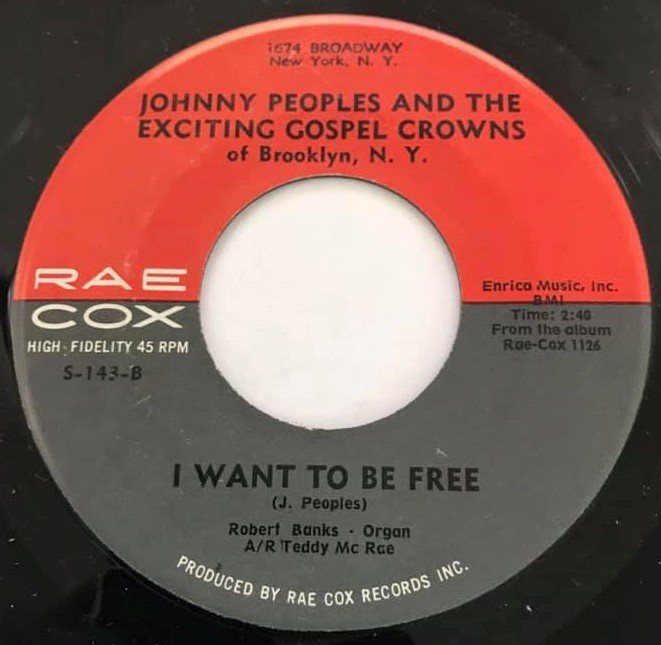 1674 BROADWAY
New York, N. Y.
JOHNNY PEOPLES AND THE
EXCITING GOSPEL CROWNS
of Brooklyn, N. Y.
RAE
COX
HIGH-FIDELITY 45 RPM
S-143-B
Enrica Music, Inc.
BMI
Time: 2:40
From the album
Rae-Cox 1126
I WANT TO BE FREE
(J. Peoples)
Robert Banks - Organ
A/R Teddy Mc Rae
PRODUCED BY RAE COX RECORDS INC.